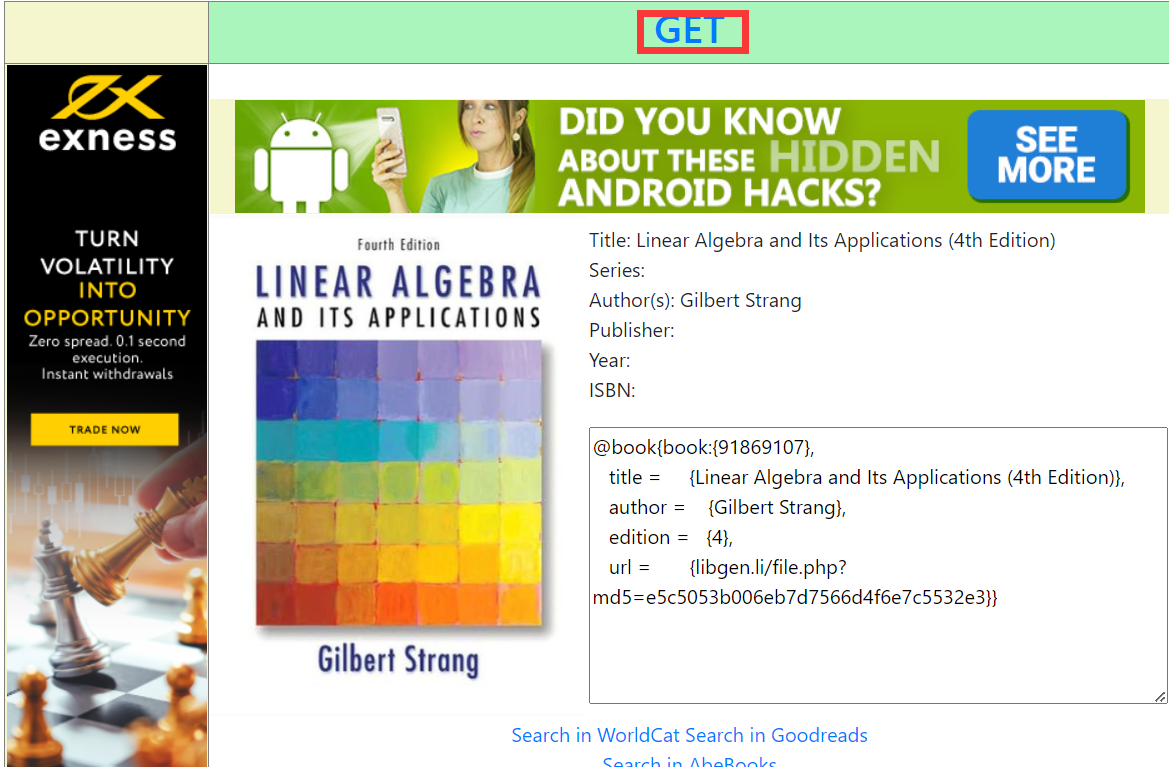 GET
exness
TURN
VOLATILITY
INTO
OPPORTUNITY
Zero spread. 0.1 second
execution.
Instant withdrawals
TRADE NOW
DID YOU KNOW
ABOUT THESE HIDDEN
ANDROID HACKS?
SEE
MORE
Fourth Edition
LINEAR ALGEBRA
AND ITS APPLICATIONS
Gilbert Strang
Title: Linear Algebra and Its Applications (4th Edition)
Series:
Author(s): Gilbert Strang
Publisher:
Year:
ISBN:
@book{book:{91869107},
title = {Linear Algebra and Its Applications (4th Edition)},
author = {Gilbert Strang},
edition = {4},
url = {libgen.li/file.php?
md5=e5c5053b006eb7d7566d4f6e7c5532e3}}
Search in WorldCat Search in Goodreads
Search in AbeBooks